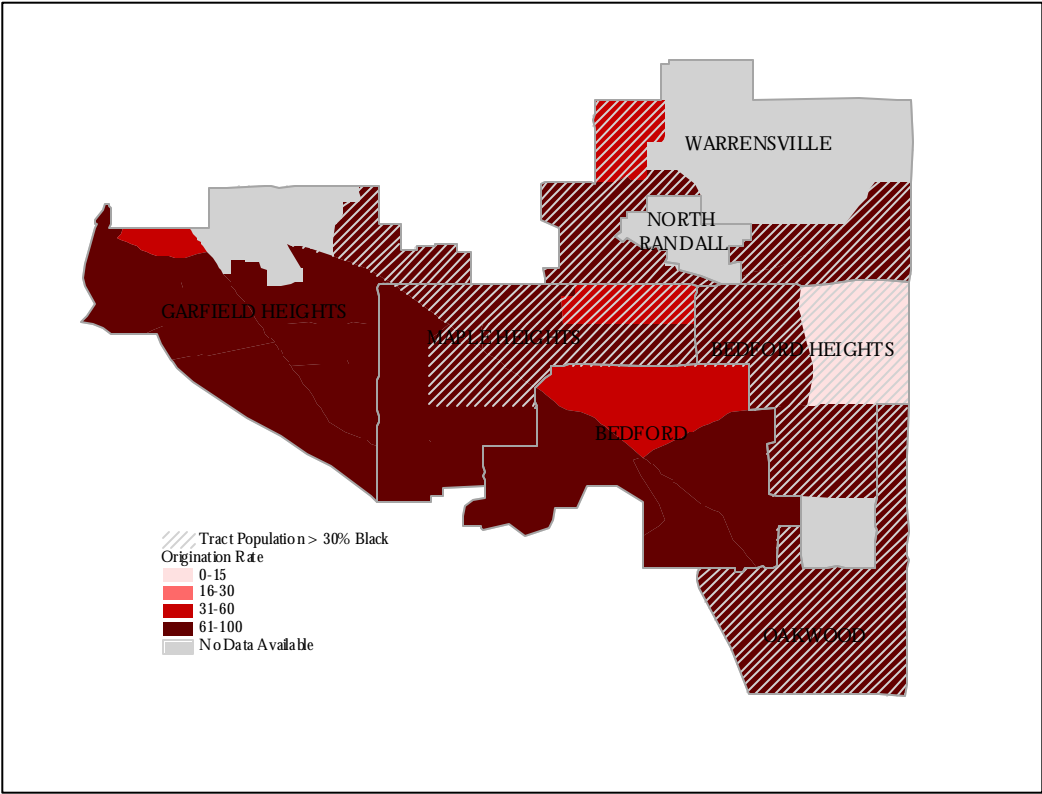 WARRENSVILLE
NORTH
RANDALL
GARFIELD HEIGHTS
MAPLE HEIGHTS
BEDFORD HEIGHTS
BEDFORD
OAKWOOD
Tract Population > 30% Black
Origination Rate
0-15
16-30
31-60
61-100
No Data Available